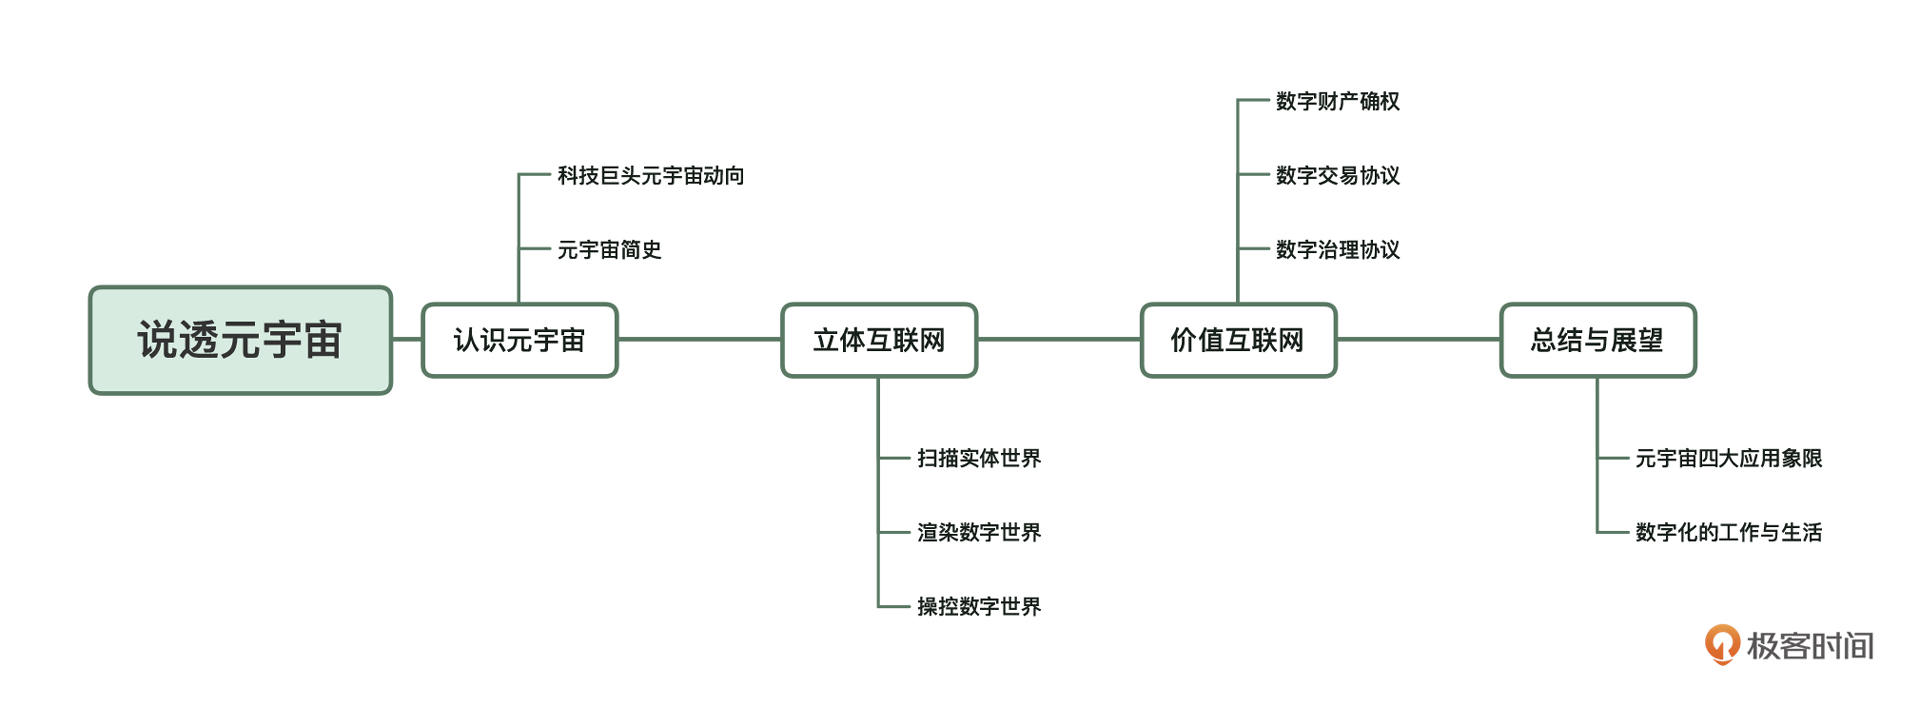 说透元宇宙
认识元宇宙
科技巨头元宇宙动向
元宇宙简史
立体互联网
扫描实体世界
渲染数字世界
操控数字世界
价值互联网
数字财产确权
数字交易协议
数字治理协议
总结与展望
元宇宙四大应用象限
数字化的工作与生活
极客时间